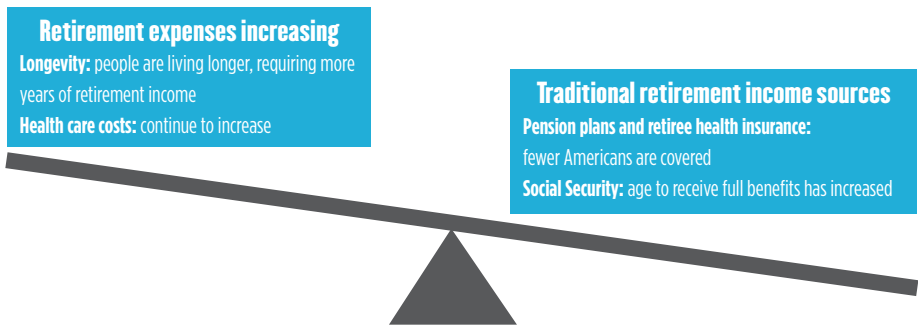 Retirement expenses increasing
Longevity: people are living longer, requiring more
years of retirement income
Health care costs: continue to increase
Traditional retirement income sources
Pension plans and retiree health insurance:
fewer Americans are covered
Social Security: age to receive full benefits has increased